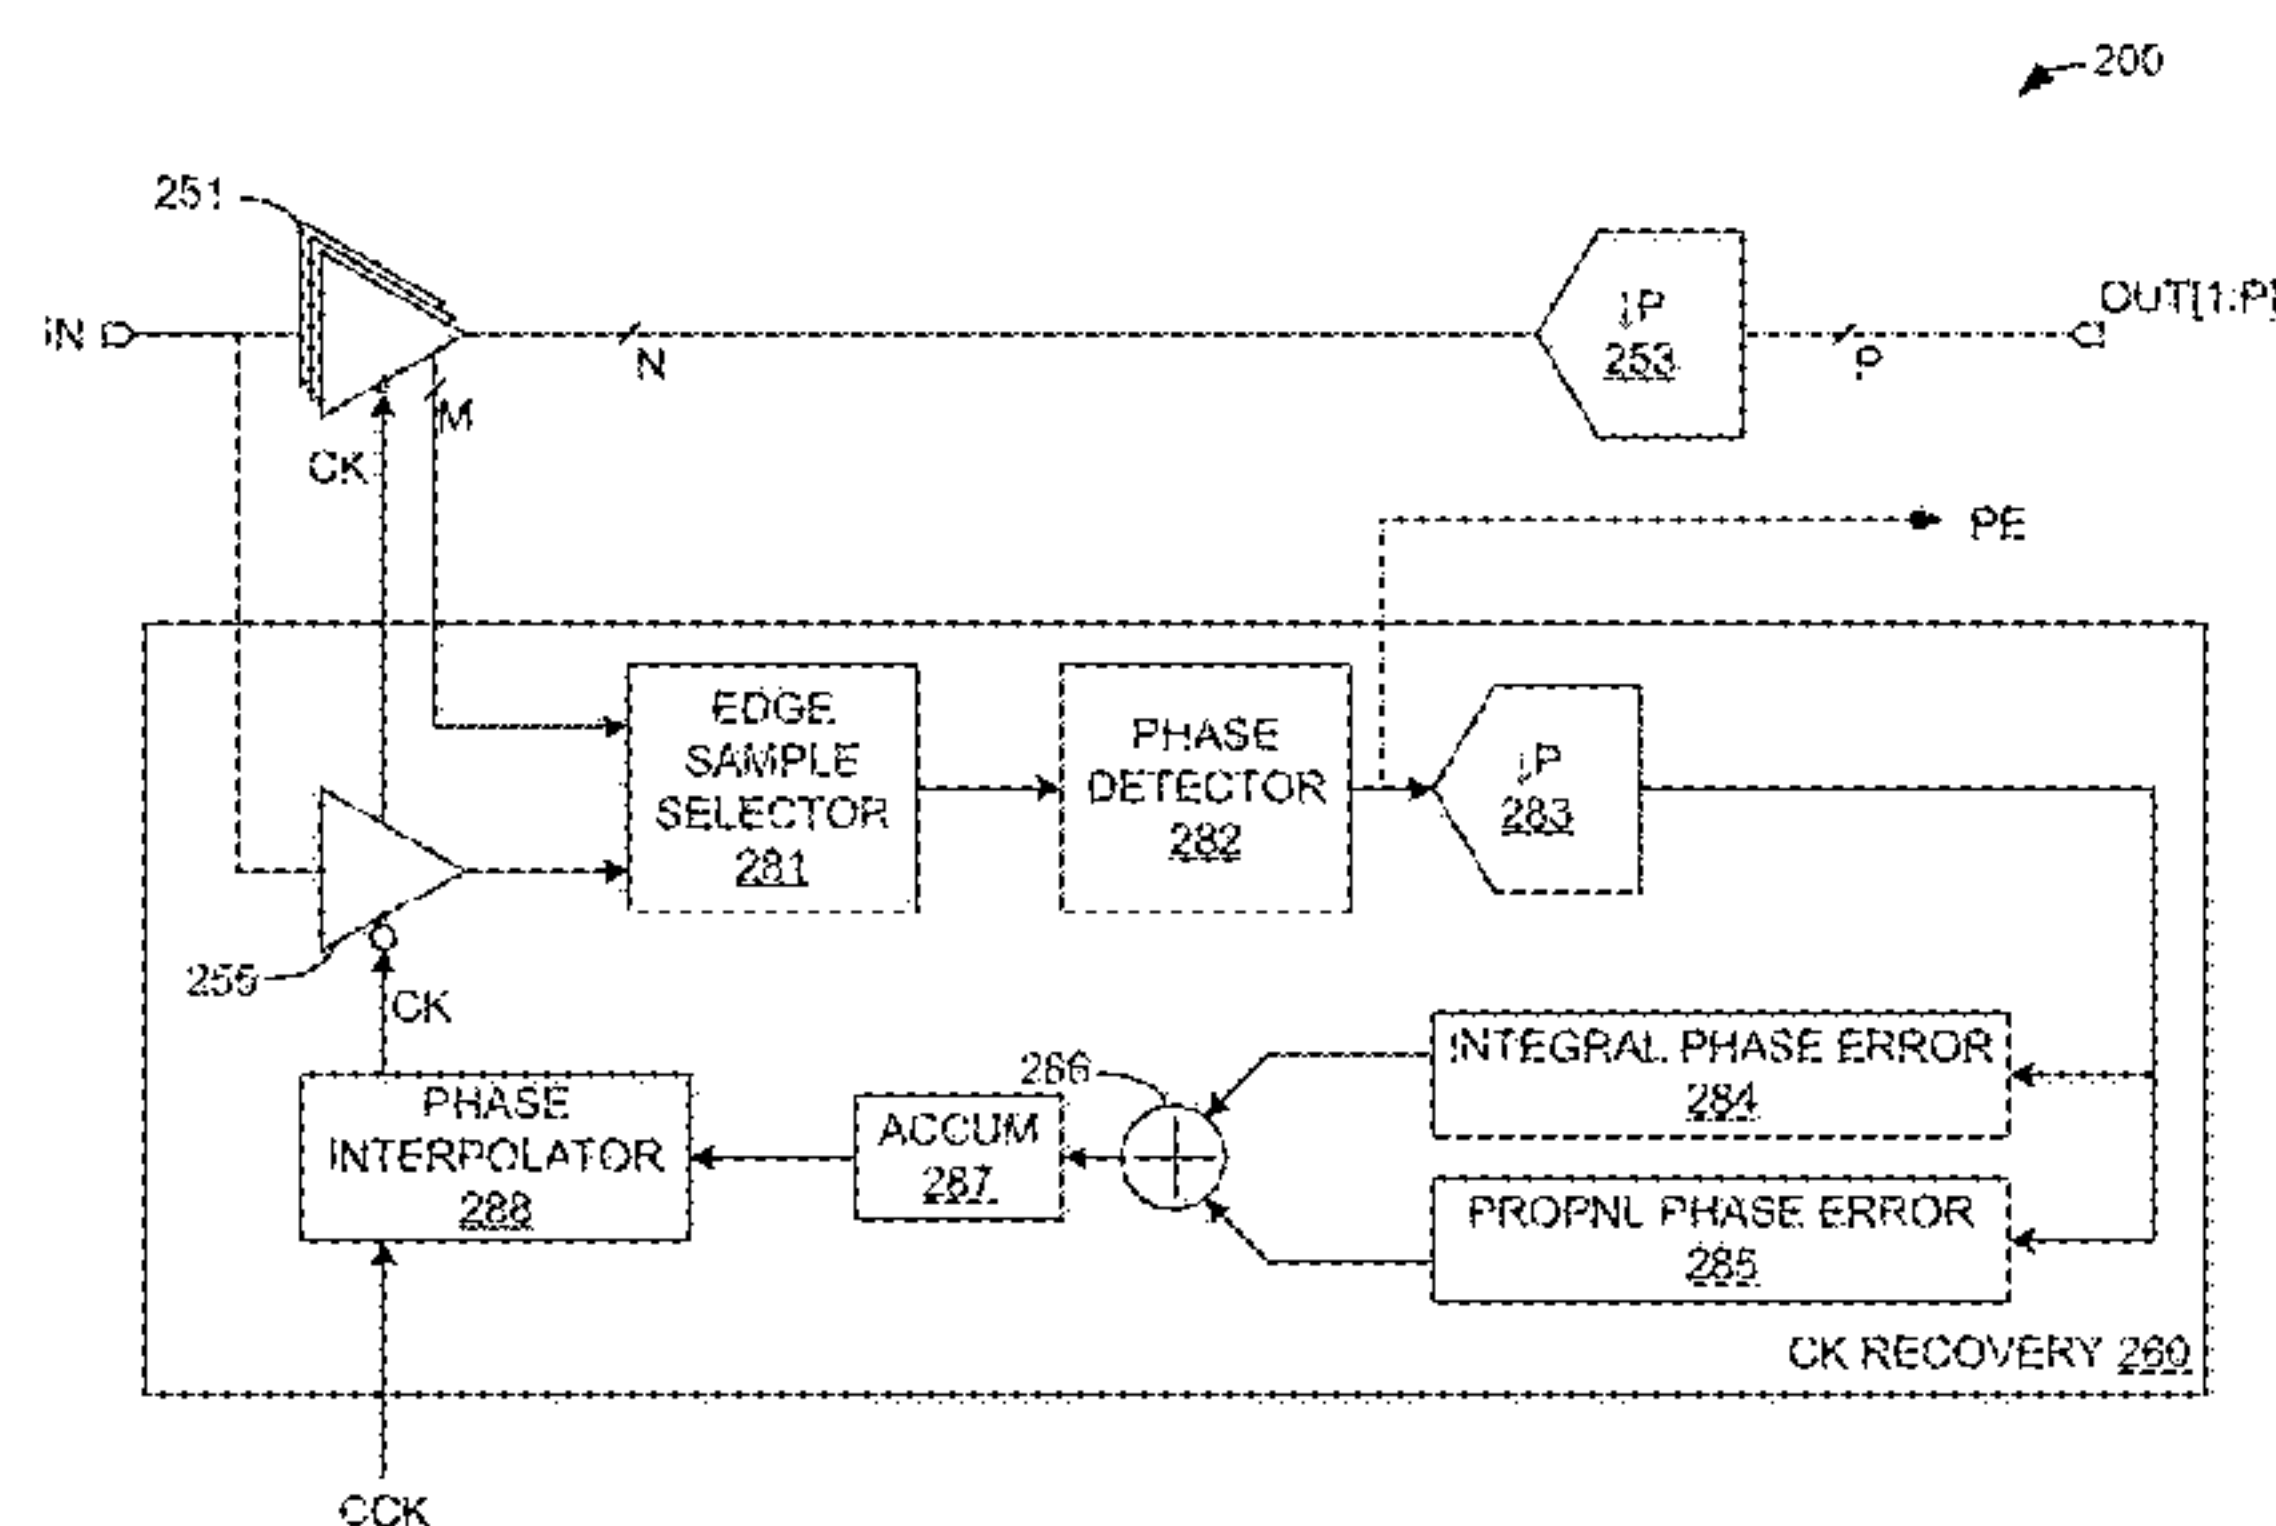 200
251
IN
N
↓P
253
P
OUT[1:P]
M
CK
PE
EDGE
SAMPLE
SELECTOR
281
PHASE
DETECTOR
282
↓P
283
255
CK
INTEGRAL PHASE ERROR
284
286
PHASE
INTERPOLATOR
288
ACCUM
287
PROPNL PHASE ERROR
285
CK RECOVERY 260
CCK